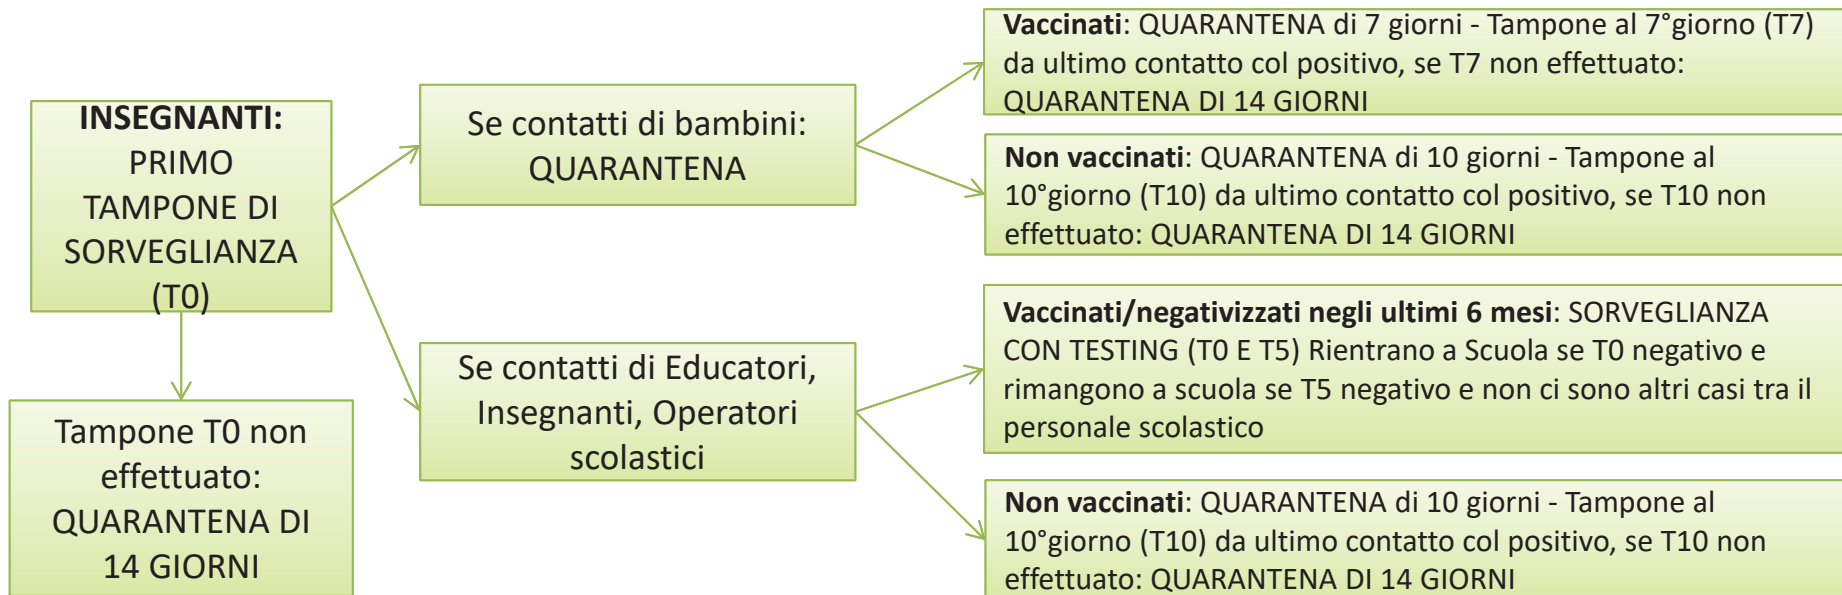 INSEGNANTI:
PRIMO
TAMPONE DI
SORVEGLIANZA
(T0)
Tampone T0 non
effettuato:
QUARANTENA DI
14 GIORNI
Se contatti di bambini:
QUARANTENA
Se contatti di Educatori,
Insegnanti, Operatori
scolastici
Vaccinati: QUARANTENA di 7 giorni - Tampone al 7°giorno (T7)
da ultimo contatto col positivo, se T7 non effettuato:
QUARANTENA DI 14 GIORNI
Non vaccinati: QUARANTENA di 10 giorni - Tampone al
10°giorno (T10) da ultimo contatto col positivo, se T10 non
effettuato: QUARANTENA DI 14 GIORNI
Vaccinati/negativizzati negli ultimi 6 mesi: SORVEGLIANZA
CON TESTING (T0 E T5) Rientrano a Scuola se T0 negativo e
rimangono a scuola se T5 negativo e non ci sono altri casi tra il
personale scolastico
Non vaccinati: QUARANTENA di 10 giorni - Tampone al
10°giorno (T10) da ultimo contatto col positivo, se T10 non
effettuato: QUARANTENA DI 14 GIORNI